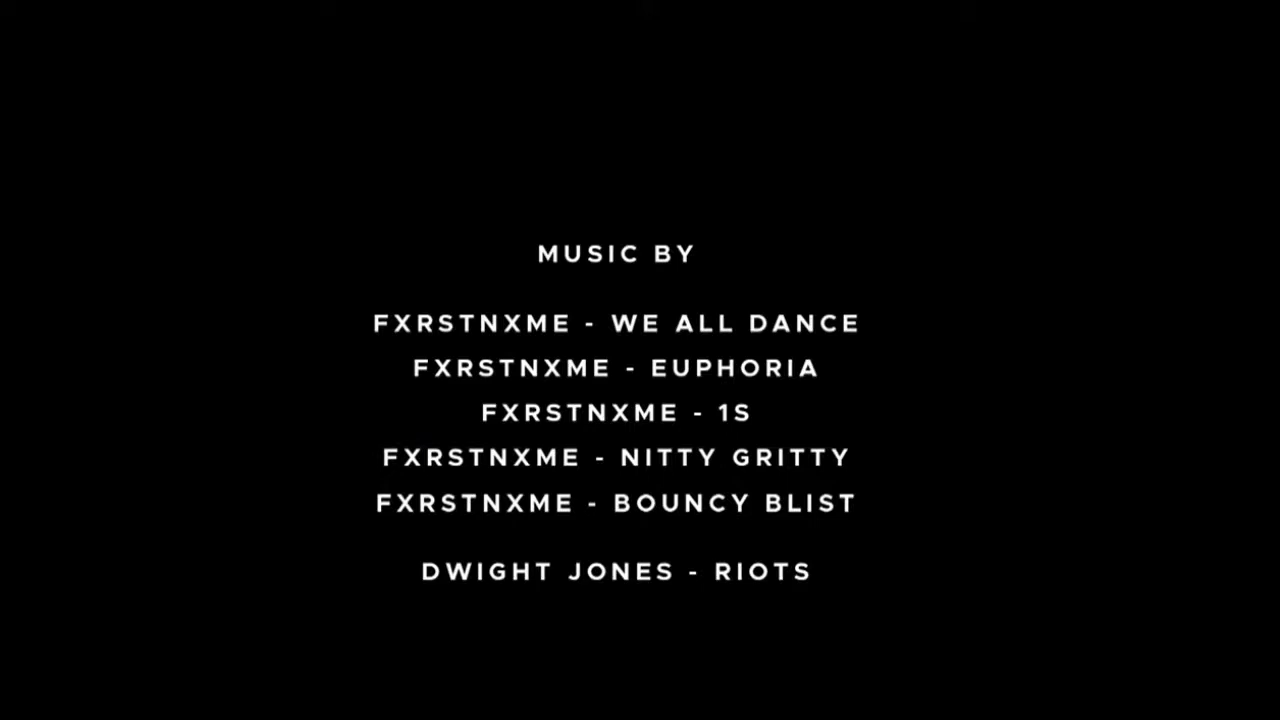 MUSIC BY
FXRSTNXME - WE ALL DANCE
FXRSTNXME - EUPHORIA
FXRSTNXME - 1S
FXRSTNXME - NITTY GRITTY
FXRSTNXME - BOUNCY BLIST
DWIGHT JONES - RIOTS